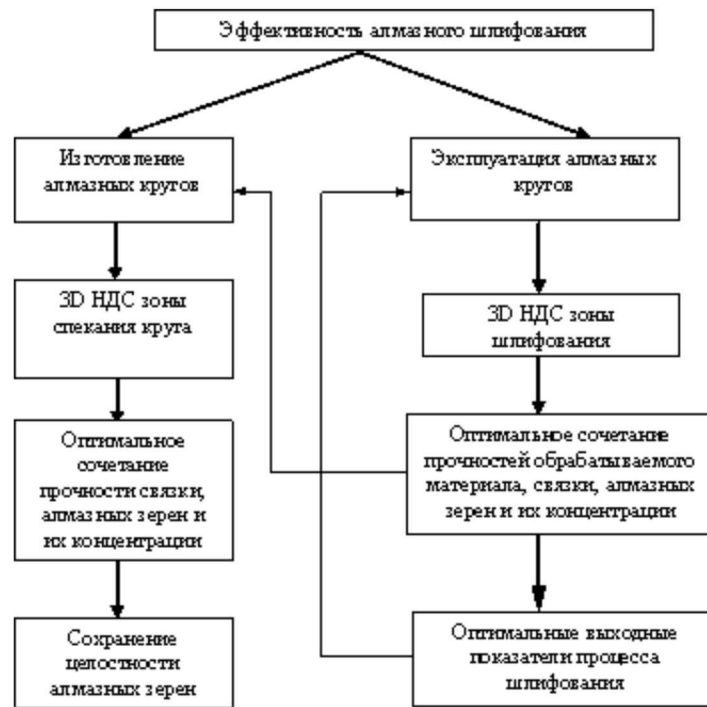 Эффективность алмазного шлифования
Изготовление
алмазных кругов
3D НДС зоны
спекания круга
Оптимальное
сочетание
прочности связки,
алмазных зерен и
их концентрации
Сохранение
целостности
алмазных зерен
Эксплуатация алмазных
кругов
3D НДС зоны
шлифования
Оптимальное сочетание
прочностей обрабатываемого
материала, связки, алмазных
зерен и их концентрации
Оптимальные выходные
показатели процесса
шлифования